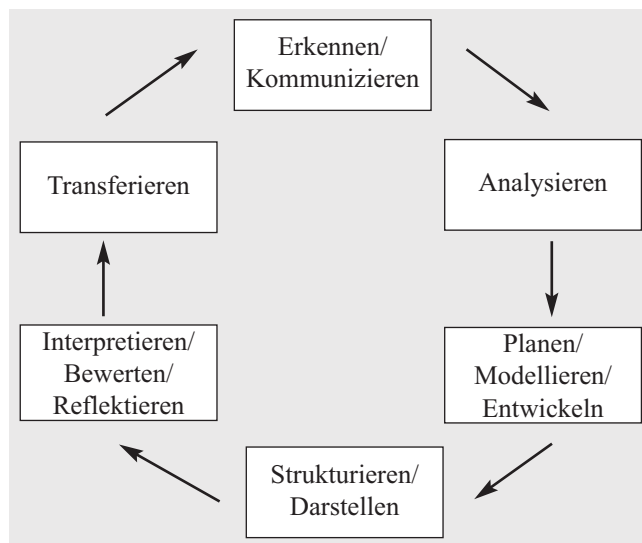 Erkennen/
Kommunizieren
Analysieren
Planen/
Modellieren/
Entwickeln
Strukturieren/
Darstellen
Interpretieren/
Bewerten/
Reflektieren
Transferieren